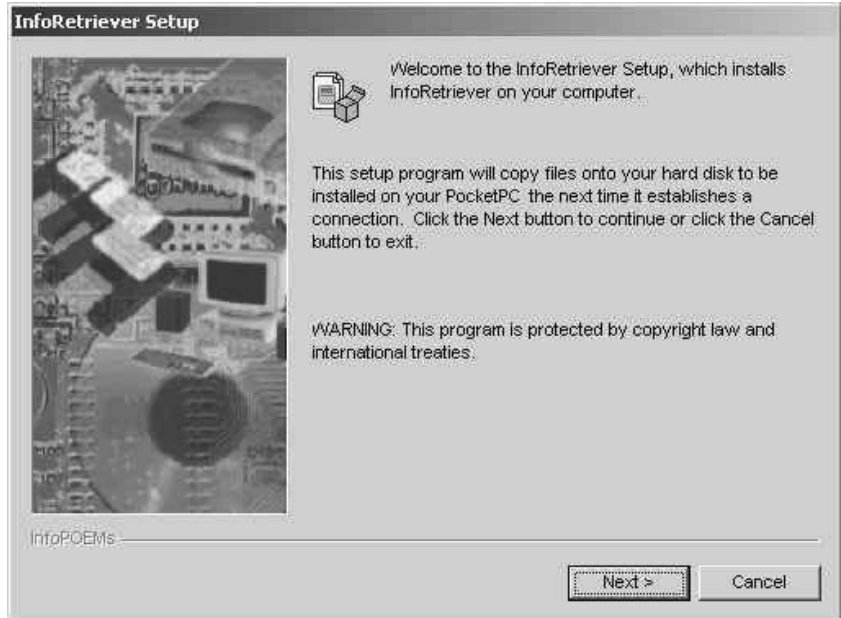 InfoRetriever Setup
Welcome to the InfoRetriever Setup, which installs
InfoRetriever on your computer.
This setup program will copy files onto your hard disk to be
installed on your PocketPC the next time it establishes a
connection. Click the Next button to continue or click the Cancel
button to exit.
WARNING: This program is protected by copyright law and
international treaties.
InfoPOEMs
Next >
Cancel